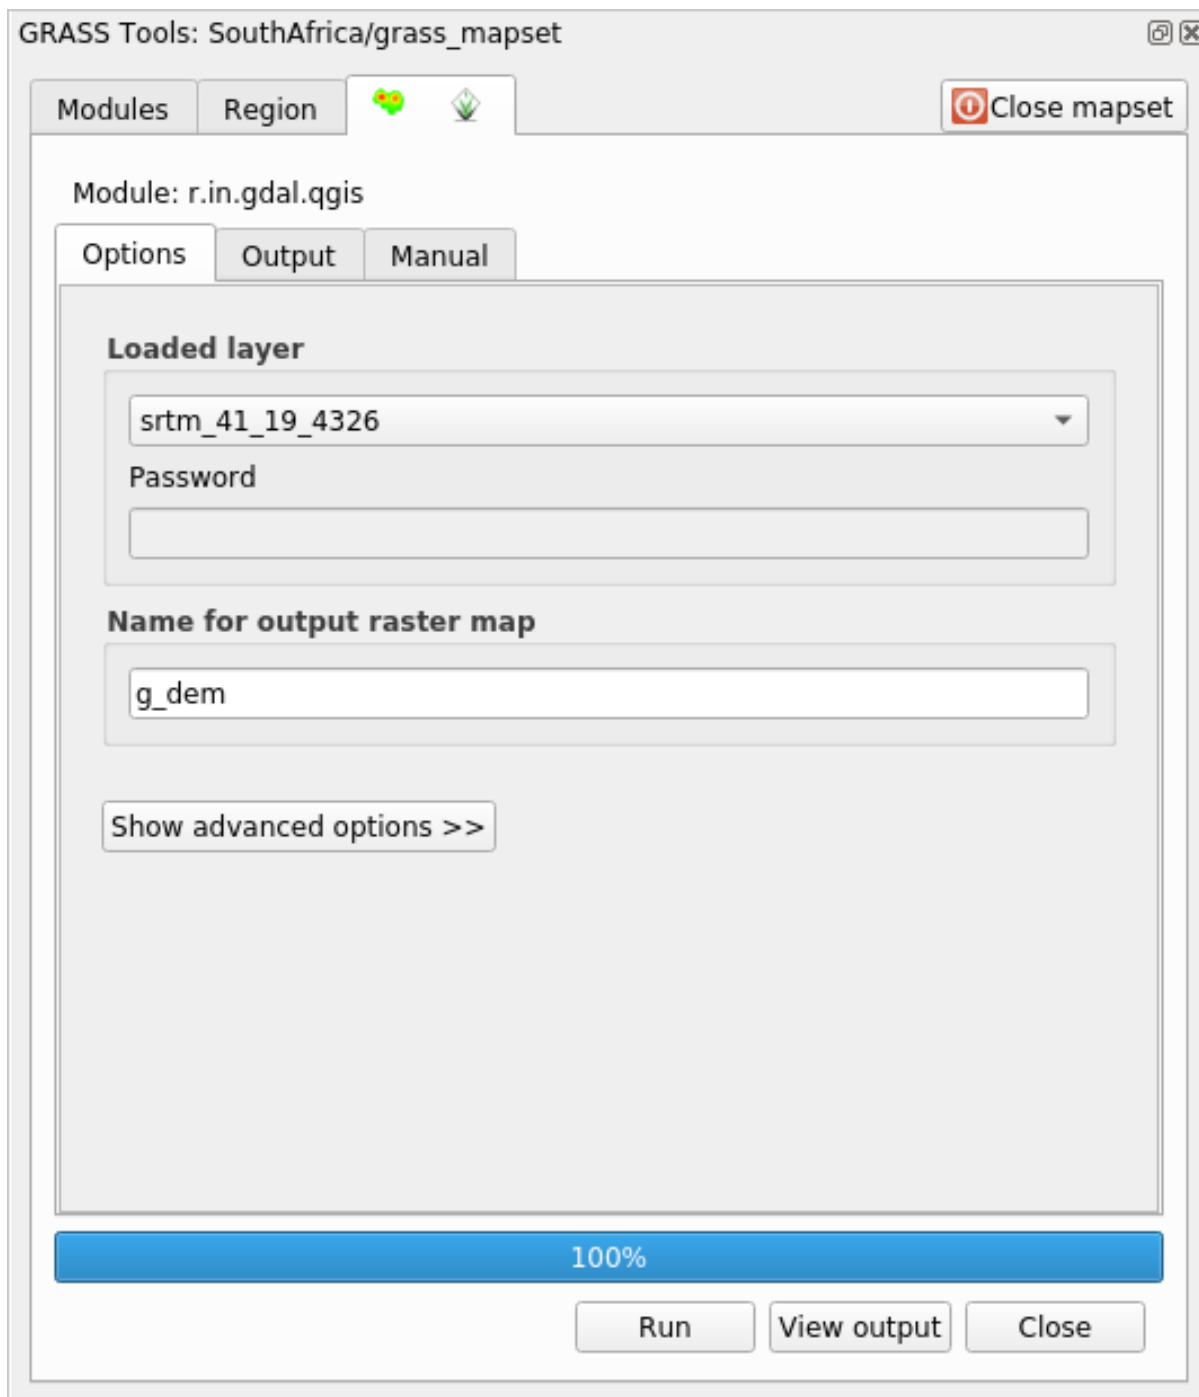 GRASS Tools: SouthAfrica/grass_mapset
Modules Region Close mapset
Module: r.in.gdal.qgis
Options Output Manual
Loaded layer
srtm_41_19_4326
Password
Name for output raster map
g_dem
Show advanced options >>
100%
Run View output Close